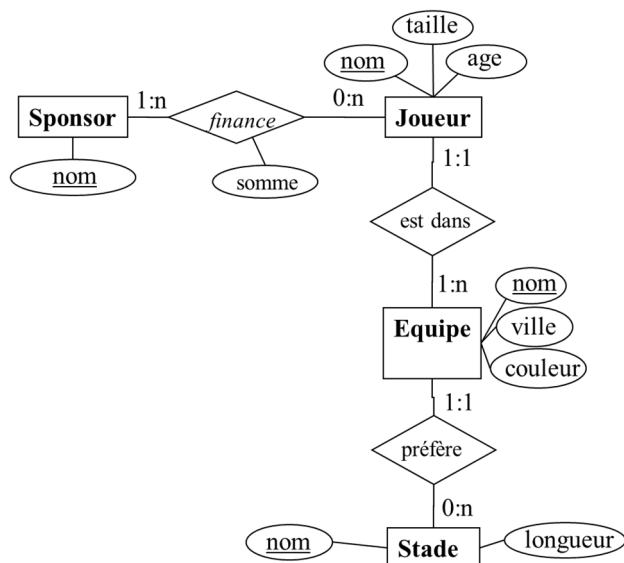 taille
nom
age
1:n
0:n
Sponsor
finance
Joueur
nom
somme
1:1
est dans
1:n
nom
Equipe
ville
couleur
1:1
préfère
0:n
nom
Stade
longueur